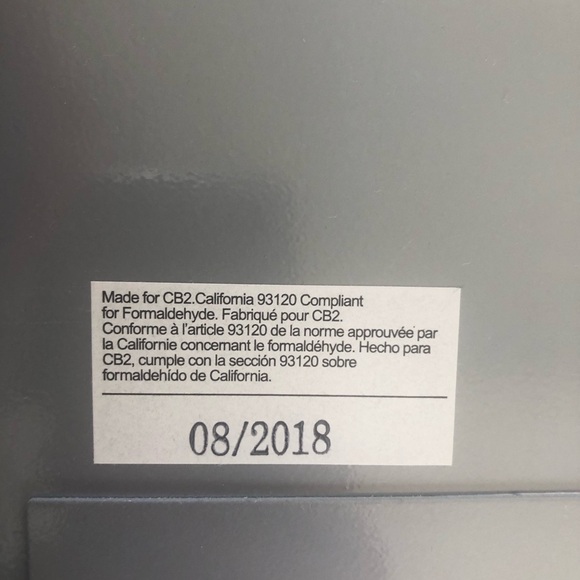 Made for CB2.California 93120 Compliant
for Formaldehyde. Fabriqué pour CB2.
Conforme à l'article 93120 de la norme approuvée par
la Californie concernant le formaldéhyde. Hecho para
CB2, cumple con la sección 93120 sobre
formaldehído de California.
08/2018